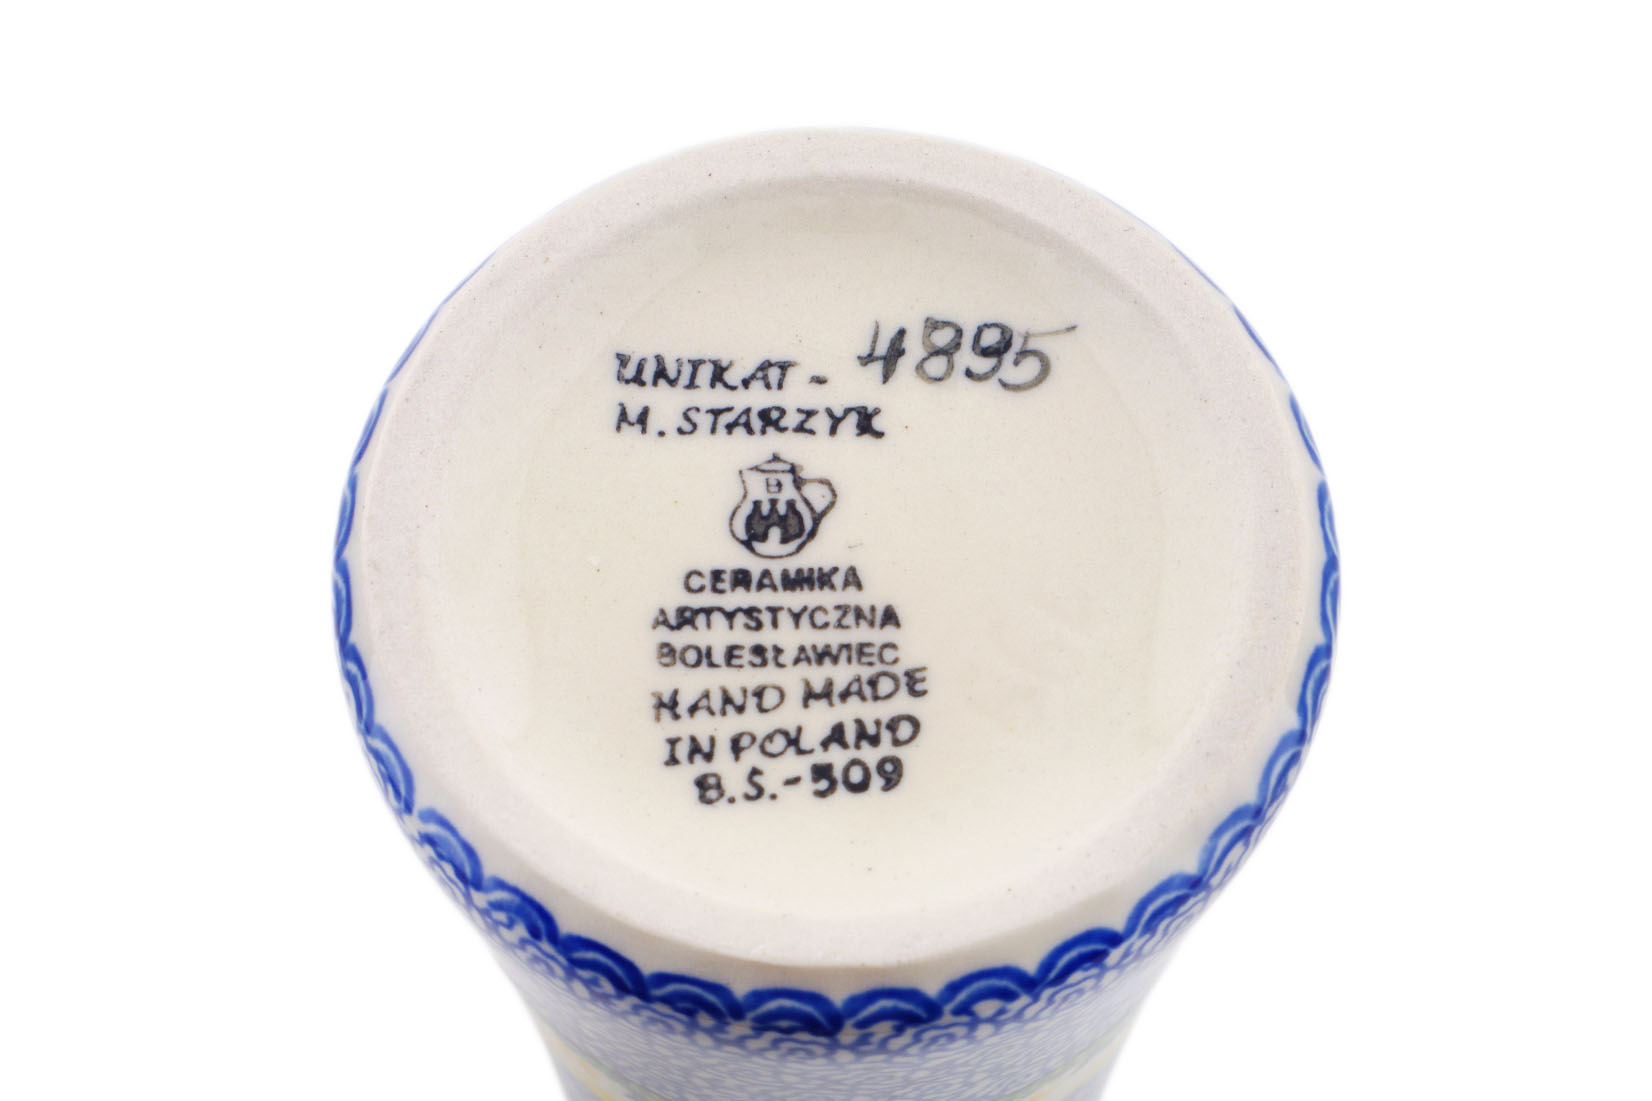 UNIKAT - 4895
M. STARZYK
B
CERAMIKA
ARTYSTYCZNA
BOLESŁAWIEC
HAND MADE
IN POLAND
B.S.-509